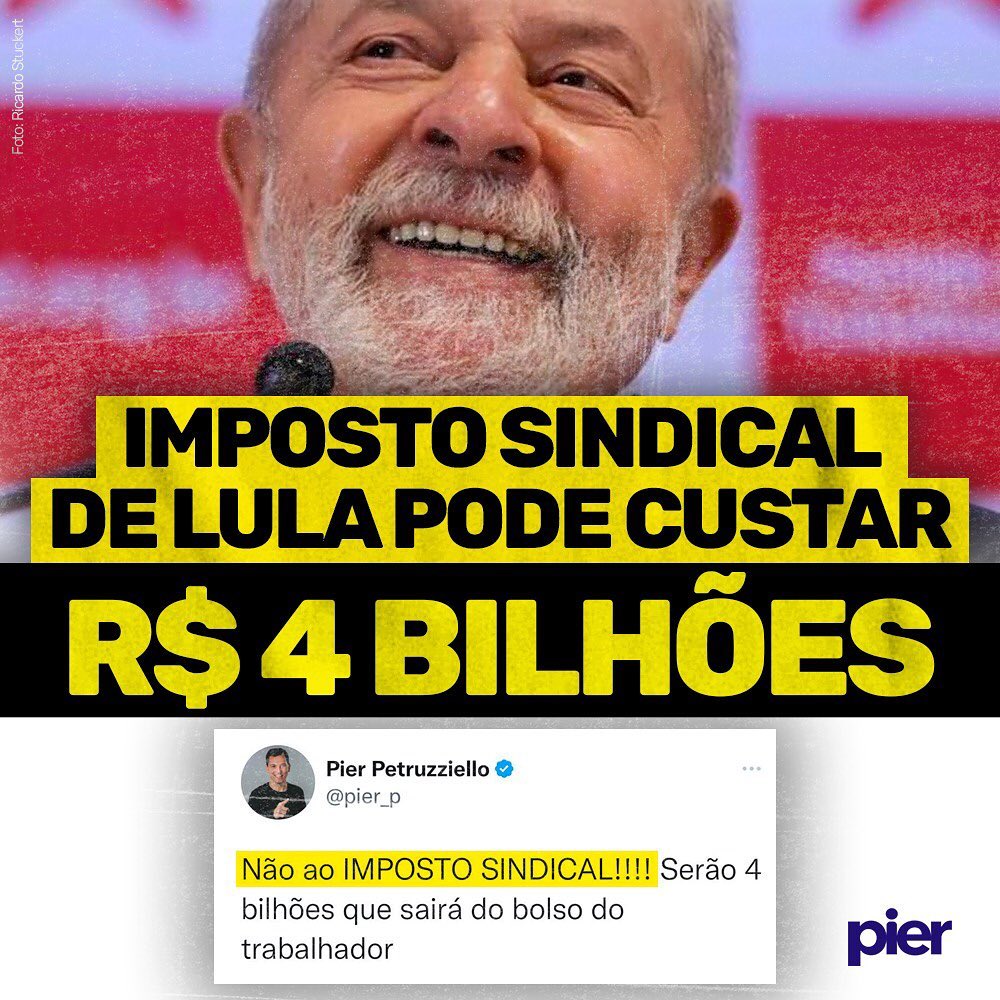 Foto: Ricardo Stuckert
IMPOSTO SINDICAL
DE LULA PODE CUSTAR
R$ 4 BILHÕES
Pier Petruzziello
@pier_p
Não ao IMPOSTO SINDICAL!!!! Serão 4
bilhões que sairá do bolso do
trabalhador
pier